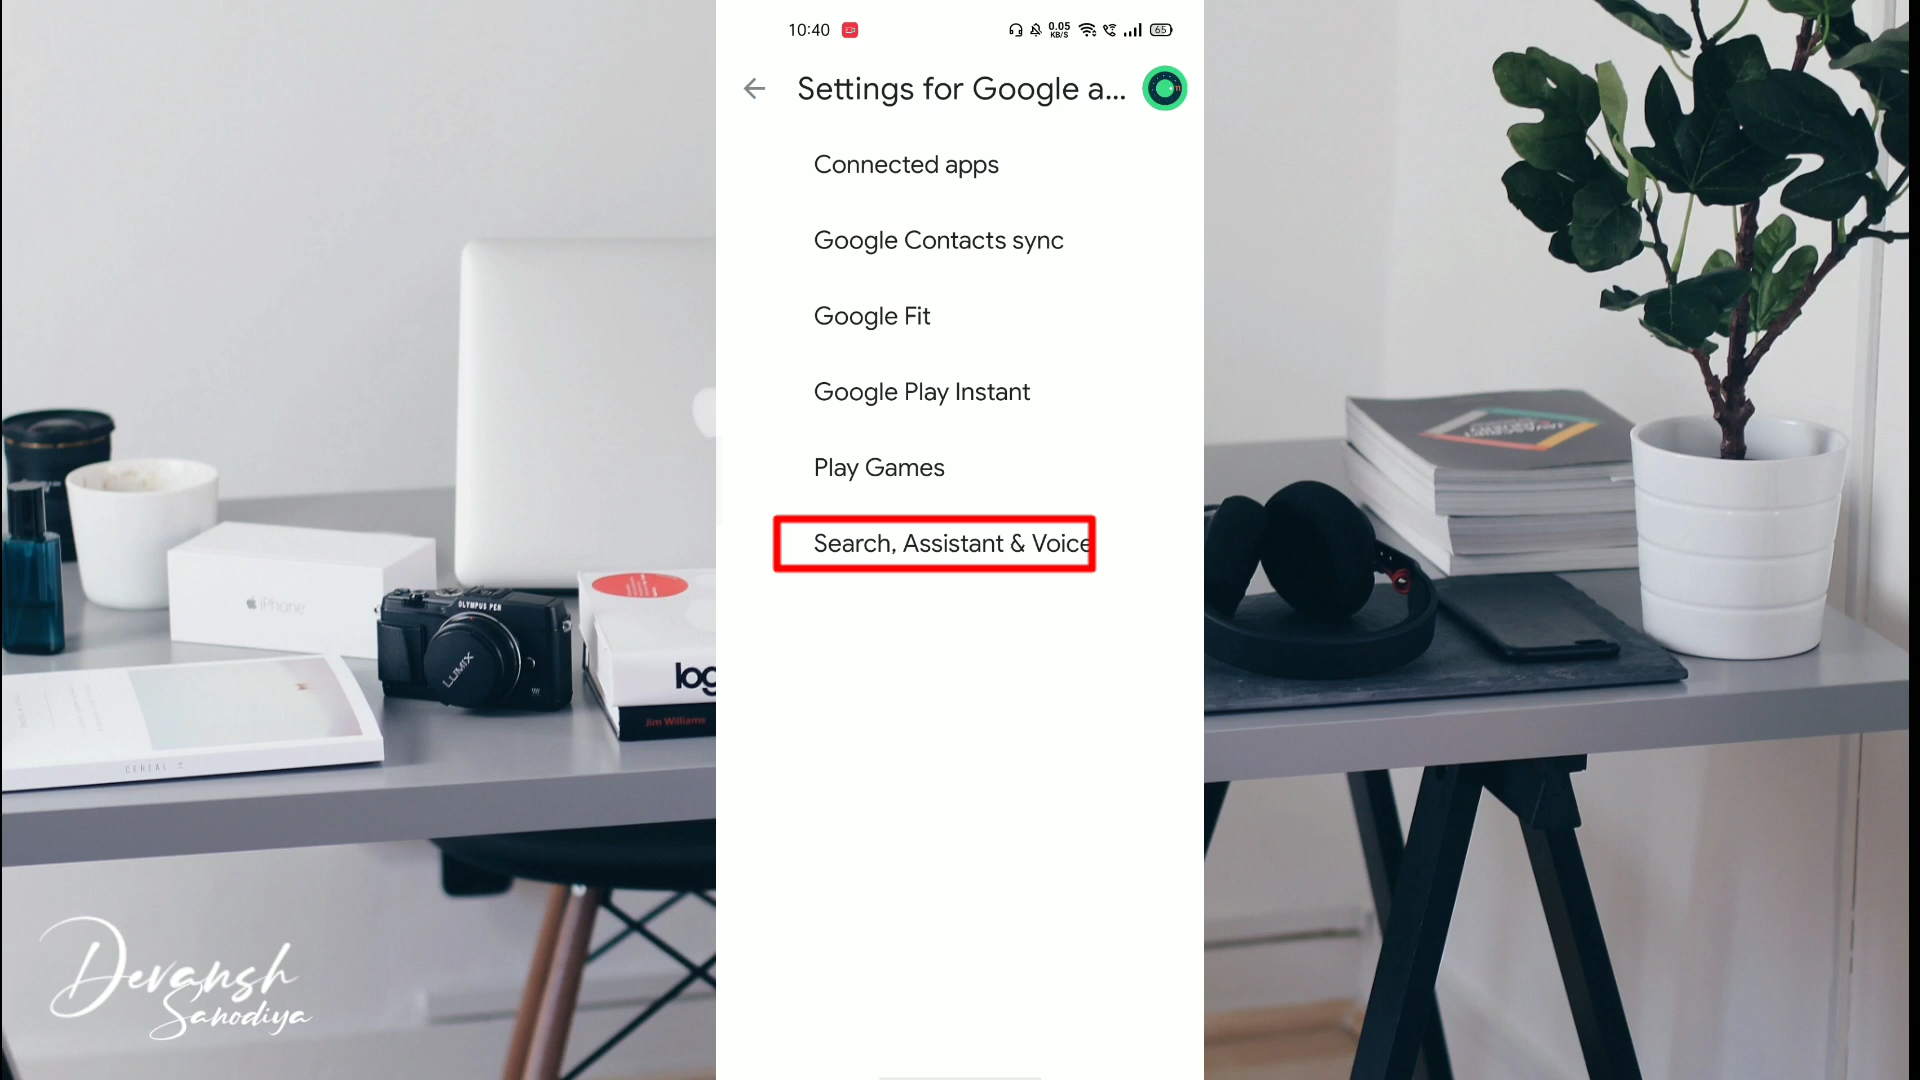 10:40
0.05
KB/S
65
Settings for Google a...
Connected apps
Google Contacts sync
Google Fit
Google Play Instant
Play Games
Search, Assistant & Voice
iPhone
OLYMPUS PEN
LUMIX
log
Jim Williams
CEREAL
Devansh
Sanodiya